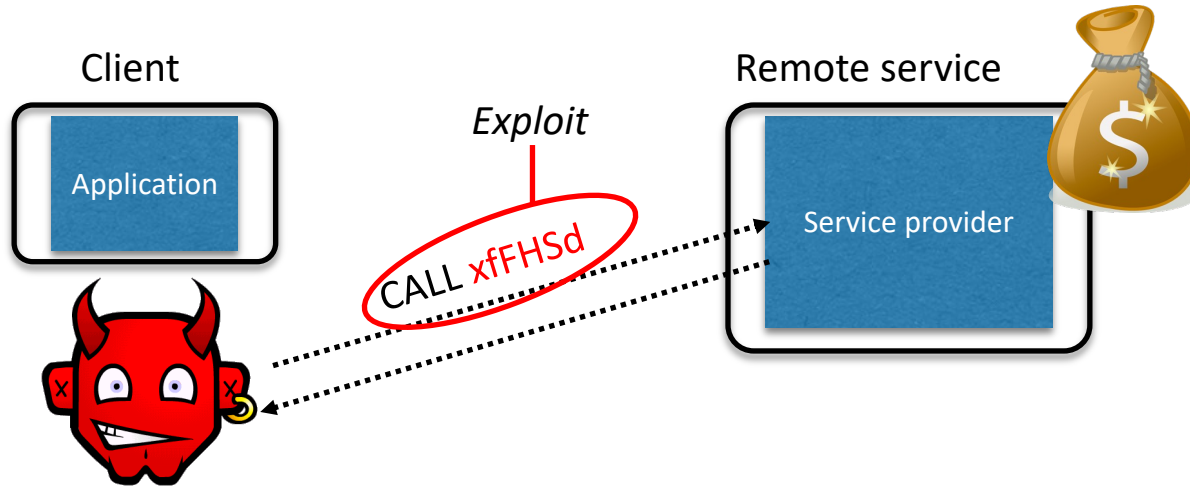 Client
Remote service
Exploit
Application
Service provider
CALL xfFHSd
$